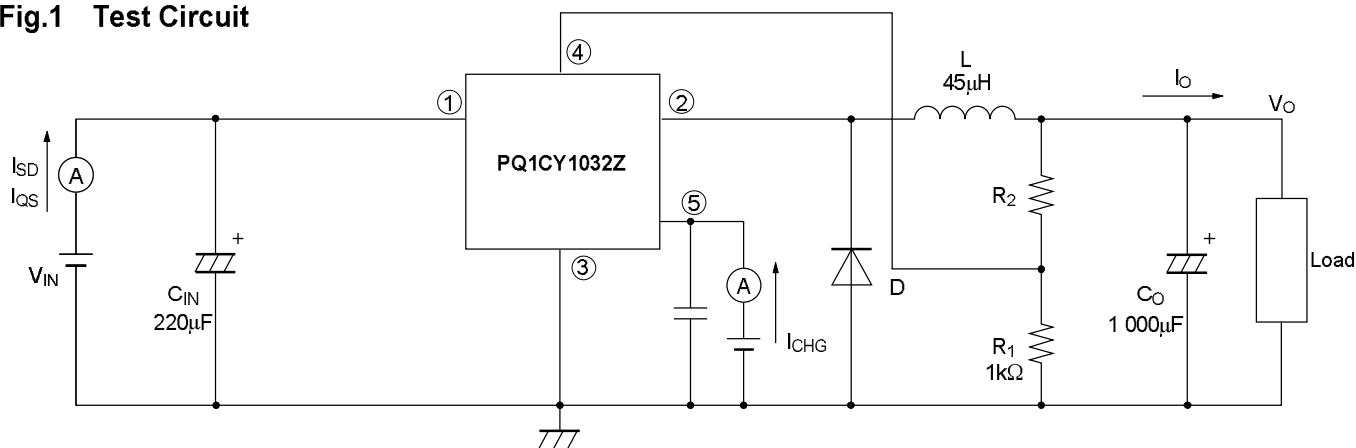 Fig.1 Test Circuit
④
L
45μH
IO
VO
①
②
ISD
IQS
A
PQ1CY1032Z
R2
⑤
+
+
VIN
③
A
D
Load
CIN
220μF
ICHG
CO
1 000μF
R1
1kΩ